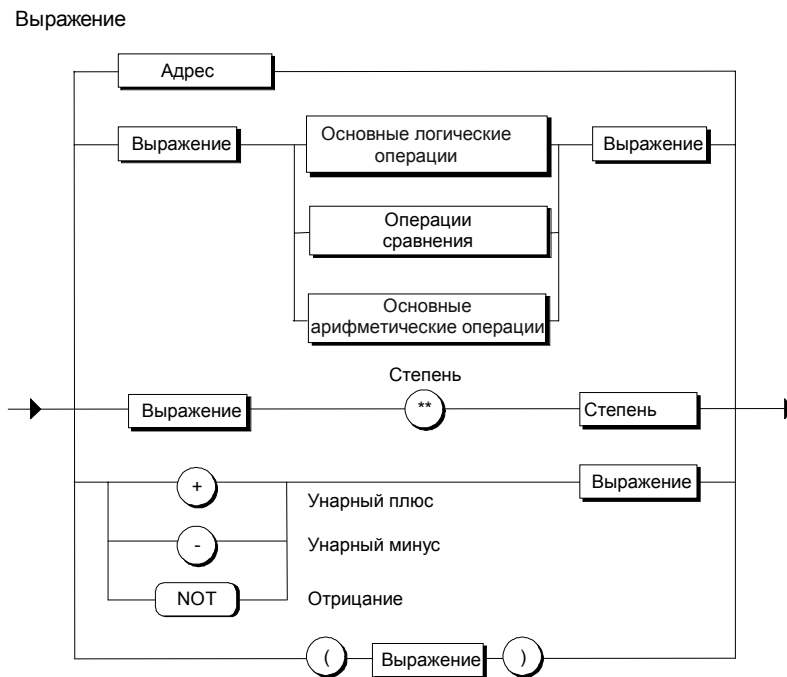 Выражение
Адрес
Выражение
Основные логические
операции
Выражение
Операции
сравнения
Основные
арифметические операции
Степень
Выражение
**
Степень
+
Унарный плюс
Выражение
-
Унарный минус
NOT
Отрицание
(
Выражение
)